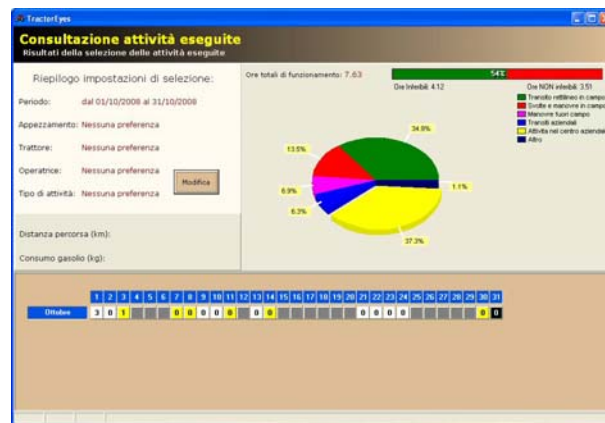 TractorEyes
Consultazione attività eseguite
Risultati della selezione delle attività eseguite
Riepilogo impostazioni di selezione:
Periodo: dal 01/10/2008 al 31/10/2008
Appezzamento: Nessuna preferenza
Trattore: Nessuna preferenza
Operatrice: Nessuna preferenza
Tipo di attività: Nessuna preferenza
Modifica
Distanza percorsa (km):
Consumo gasolio (kg):
Ore totali di funzionamento: 7.63
54%
Ore Inferibili: 4.12
Ore NON inferibili: 3.51
Transito rettilineo in campo
Svolte e manovre in campo
Manovre fuori campo
Transiti aziendali
Attività nel centro aziendale
Altro
34.8%
13.5%
6.9%
6.3%
37.3%
1.1%
1 2 3 4 5 6 7 8 9 10 11 12 13 14 15 16 17 18 19 20 21 22 23 24 25 26 27 28 29 30 31
Ottobre 3 0 1 0 0 0 0 0 0 0 0 0 0 0 0 0